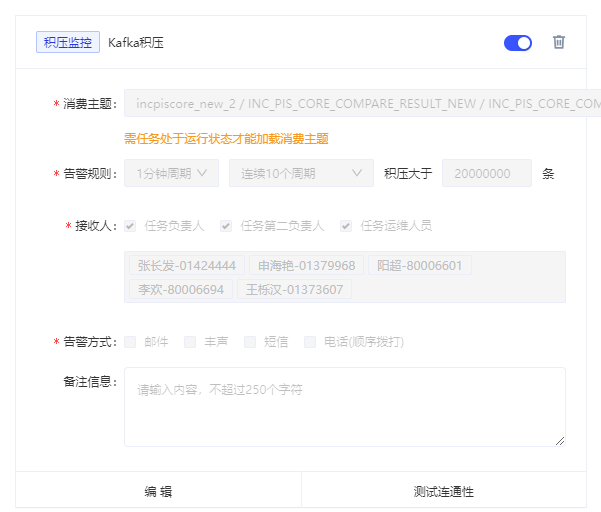 积压监控 Kafka积压
* 消费主题: incpiscore_new_2 / INC_PIS_CORE_COMPARE_RESULT_NEW / INC_PIS_CORE_COM
需任务处于运行状态才能加载消费主题
* 告警规则: 1分钟周期 连续10个周期 积压大于 20000000 条
* 接收人: 任务负责人 任务第二负责人 任务运维人员
张长发-01424444 申海艳-01379968 阳超-80006601
李欢-80006694 王栎汉-01373607
* 告警方式: 邮件 丰声 短信 电话(顺序拨打)
备注信息: 请输入内容，不超过250个字符
编 辑 测试连通性